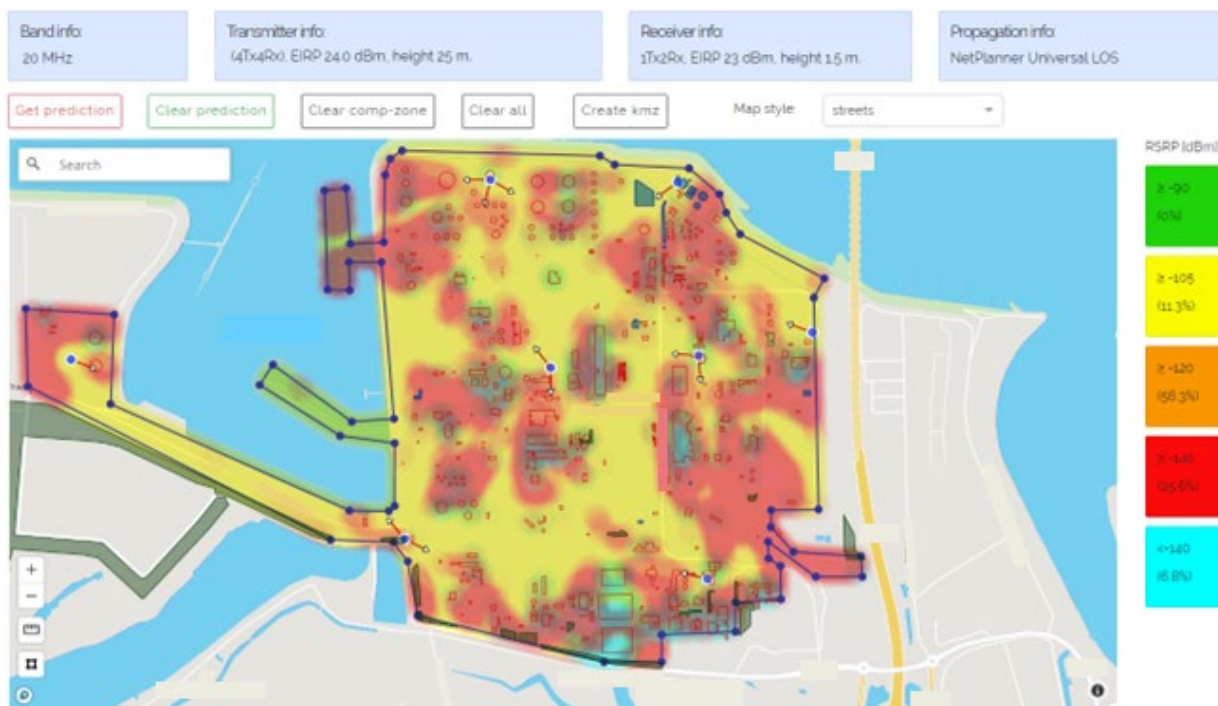 Band info:
20 MHz
Transmitter info:
(4Tx4Rx), EIRP 24.0 dBm, height 25 m.
Receiver info:
1Tx2Rx, EIRP 23 dBm, height 1.5 m.
Propagation info:
NetPlanner Universal LOS
Get prediction
Clear prediction
Clear comp-zone
Clear all
Create kmz
Map style:
streets
Search
RSRP [dBm]
≥ -90
(0%)
≥ -105
(11.3%)
≥ -120
(56.3%)
≥ -140
(25.6%)
<-140
(6.8%)